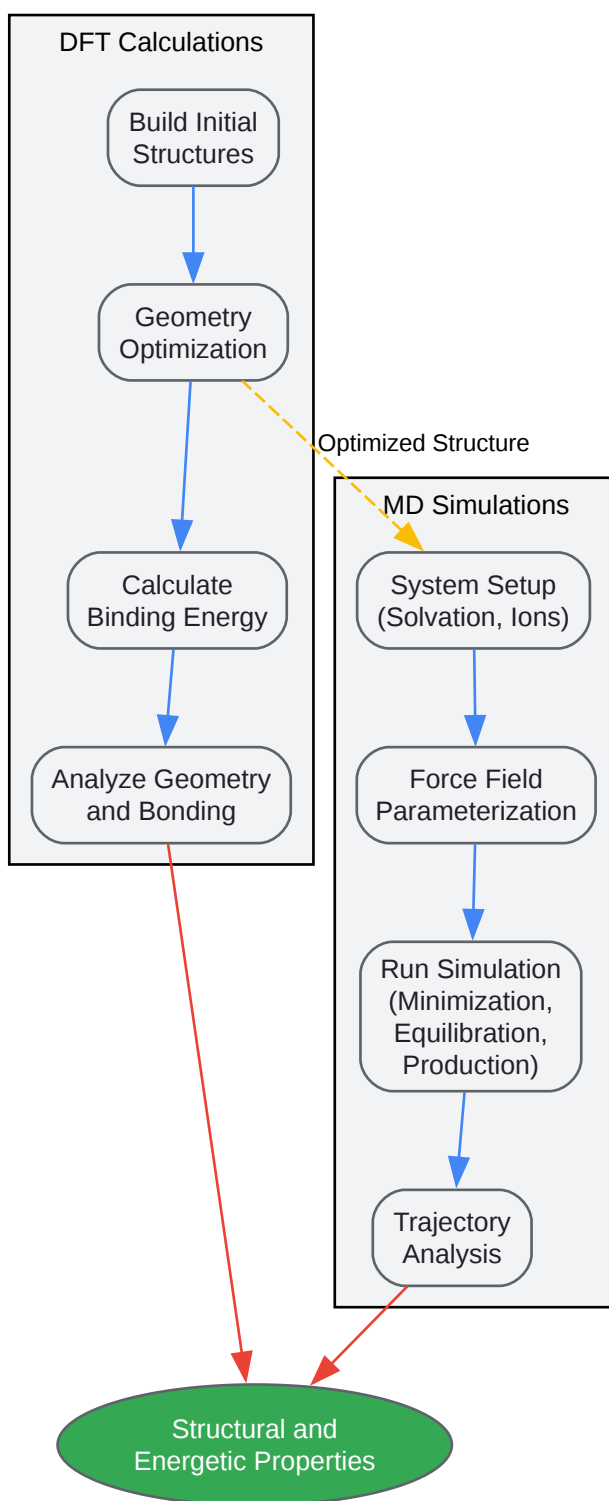 DFT Calculations
Build Initial
Structures
Geometry
Optimization
Optimized Structure
MD Simulations
Calculate
Binding Energy
System Setup
(Solvation, Ions)
Analyze Geometry
and Bonding
Force Field
Parameterization
Run Simulation
(Minimization,
Equilibration,
Production)
Trajectory
Analysis
Structural and
Energetic Properties